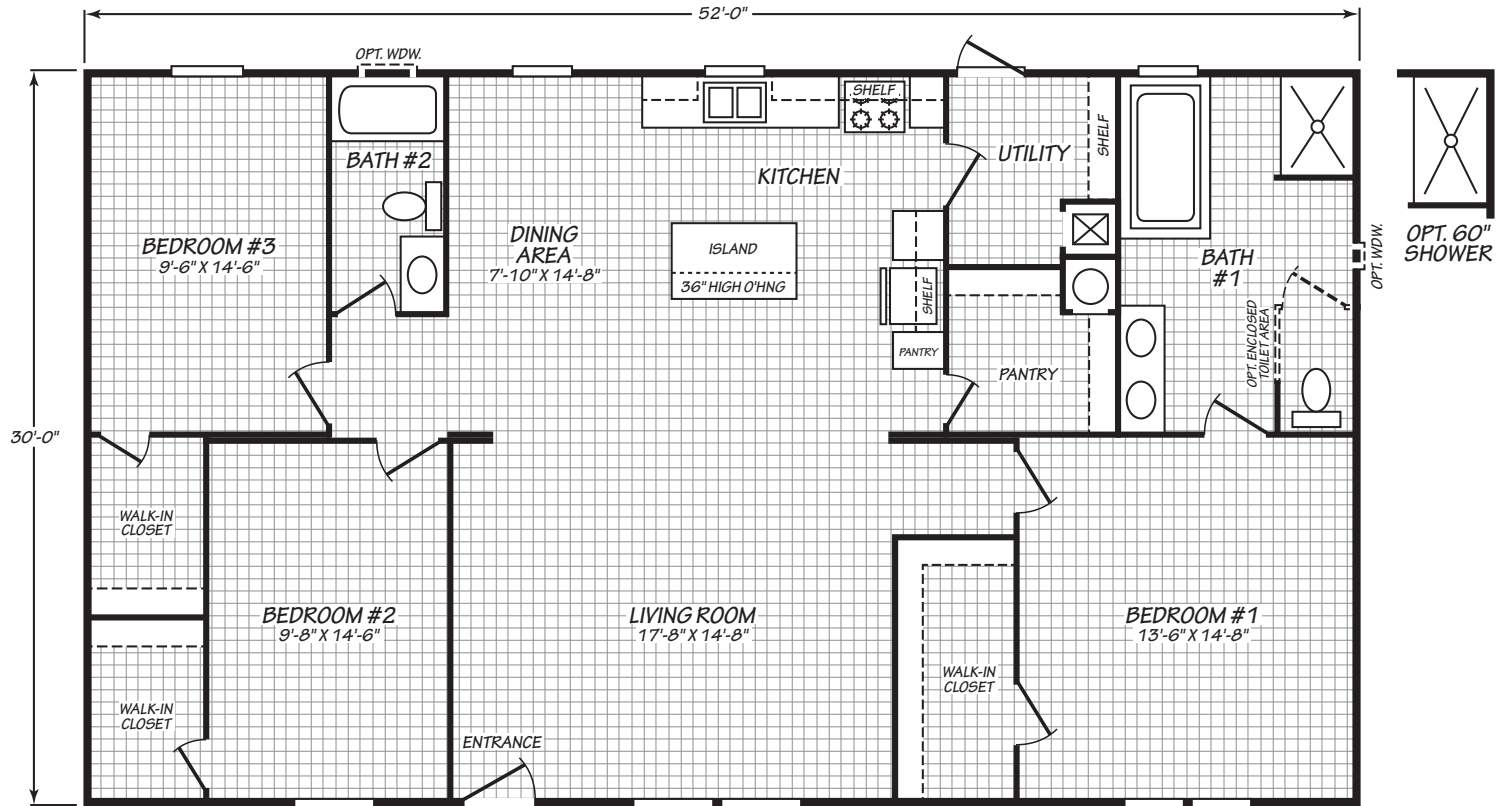 52'-0"
OPT. WDW.
SHELF
BATH #2
UTILITY
SHELF
KITCHEN
BEDROOM #3
9'-6" X 14'-6"
DINING
AREA
7'-10" X 14'-8"
ISLAND
36" HIGH O'HNG
SHELF
PANTRY
PANTRY
BATH
#1
OPT. WDW.
OPT. 60"
SHOWER
OPT. ENCLOSED
TOILET AREA
30'-0"
WALK-IN
CLOSET
BEDROOM #2
9'-8" X 14'-6"
LIVING ROOM
17'-8" X 14'-8"
BEDROOM #1
13'-6" X 14'-8"
WALK-IN
CLOSET
WALK-IN
CLOSET
ENTRANCE